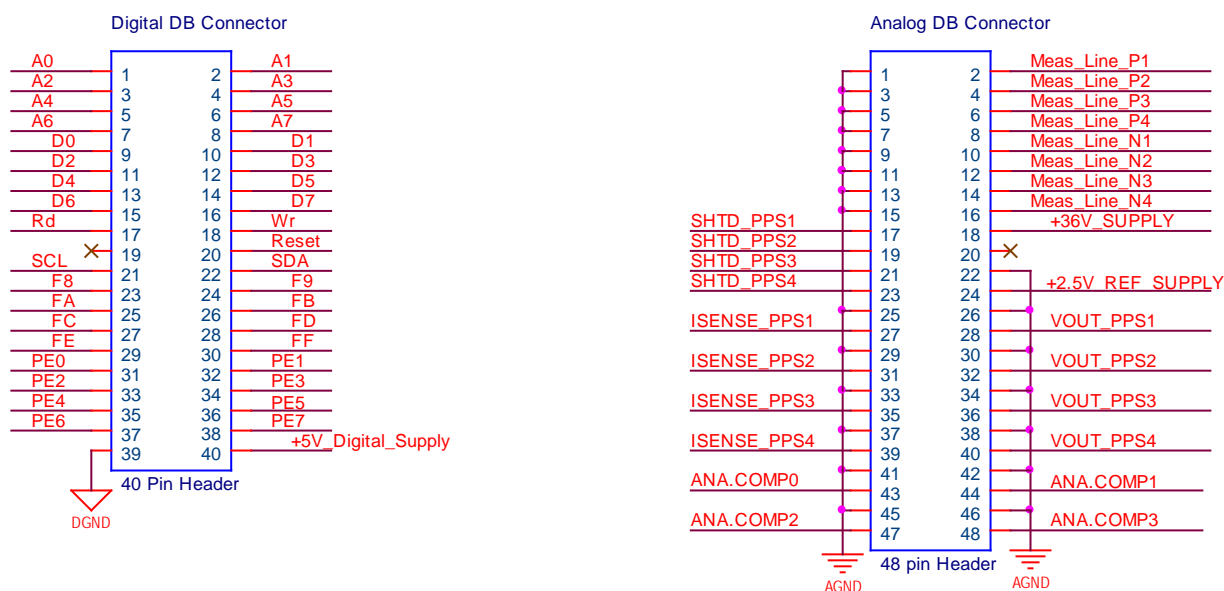 Digital DB Connector Analog DB Connector
A0 1 2 A1 1 2 Meas_Line_P1
A2 3 4 A3 3 4 Meas_Line_P2
A4 5 6 A5 5 6 Meas_Line_P3
A6 7 8 A7 7 8 Meas_Line_P4
D0 9 10 D1 9 10 Meas_Line_N1
D2 11 12 D3 11 12 Meas_Line_N2
D4 13 14 D5 13 14 Meas_Line_N3
D6 15 16 D7 15 16 Meas_Line_N4
Rd 17 18 Wr SHTD_PPS1 17 18 +36V_SUPPLY
19 20 Reset SHTD_PPS2 19 20
SCL 21 22 SDA SHTD_PPS3 21 22
F8 23 24 F9 SHTD_PPS4 23 24 +2.5V_REF_SUPPLY
FA 25 26 FB 25 26
FC 27 28 FD ISENSE_PPS1 27 28 VOUT_PPS1
FE 29 30 FF 29 30
PE0 31 32 PE1 ISENSE_PPS2 31 32 VOUT_PPS2
PE2 33 34 PE3 33 34
PE4 35 36 PE5 ISENSE_PPS3 35 36 VOUT_PPS3
PE6 37 38 PE7 37 38
39 40 +5V_Digital_Supply ISENSE_PPS4 39 40 VOUT_PPS4
40 Pin Header 41 42
DGND ANA.COMP0 43 44 ANA.COMP1
45 46
ANA.COMP2 47 48 ANA.COMP3
48 pin Header
AGND AGND